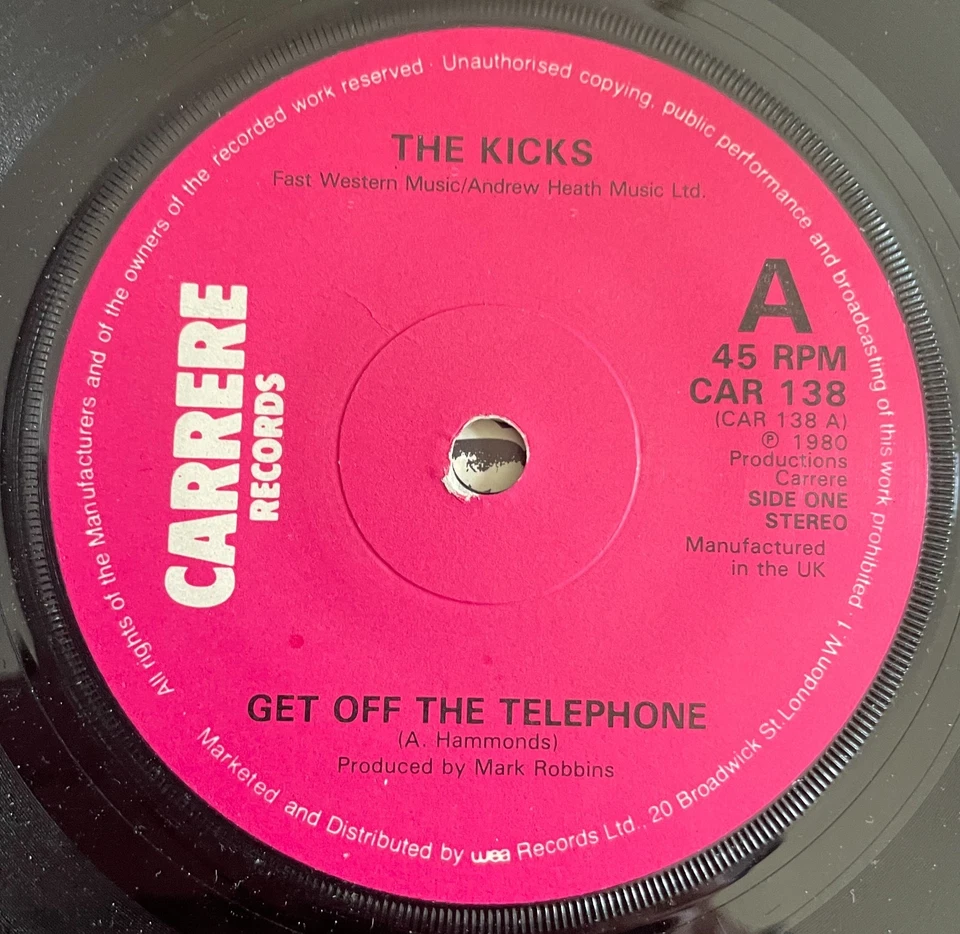 All rights of the Manufacturers and of the owners of the recorded work reserved · Unauthorised copying, public performance and broadcasting of this work prohibited ·
THE KICKS
Fast Western Music/Andrew Heath Music Ltd.
CARRERE
RECORDS
A
45 RPM
CAR 138
(CAR 138 A)
℗ 1980
Productions
Carrere
SIDE ONE
STEREO
Manufactured
in the UK
GET OFF THE TELEPHONE
(A. Hammonds)
Produced by Mark Robbins
Marketed and Distributed by wea Records Ltd., 20 Broadwick St. London W. 1 ·